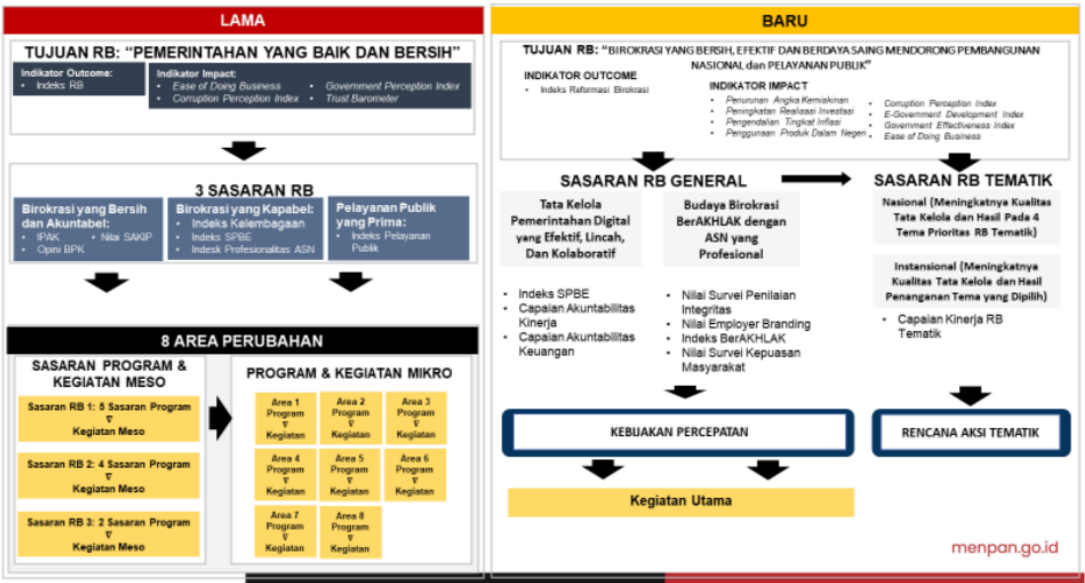 LAMA
TUJUAN RB: “PEMERINTAHAN YANG BAIK DAN BERSIH”
Indikator Outcome:
• Indeks RB
Indikator Impact:
• Ease of Doing Business
• Corruption Perception Index
• Government Perception Index
• Trust Barometer
3 SASARAN RB
Birokrasi yang Bersih
dan Akuntabel:
• IPAK
• Opini BPK
• Nilai SAKIP
Birokrasi yang Kapabel:
• Indeks Kelembagaan
• Indeks SPBE
• Indesk Profesionalitas ASN
Pelayanan Publik
yang Prima:
• Indeks Pelayanan
Publik
8 AREA PERUBAHAN
SASARAN PROGRAM &
KEGIATAN MESO
Sasaran RB 1: 5 Sasaran Program
∇
Kegiatan Meso
Sasaran RB 2: 4 Sasaran Program
∇
Kegiatan Meso
Sasaran RB 3: 2 Sasaran Program
∇
Kegiatan Meso
PROGRAM & KEGIATAN MIKRO
Area 1
Program
∇
Kegiatan
Area 2
Program
∇
Kegiatan
Area 3
Program
∇
Kegiatan
Area 4
Program
∇
Kegiatan
Area 5
Program
∇
Kegiatan
Area 6
Program
∇
Kegiatan
Area 7
Program
∇
Kegiatan
Area 8
Program
∇
Kegiatan
BARU
TUJUAN RB: “BIROKRASI YANG BERSIH, EFEKTIF DAN BERDAYA SAING MENDORONG PEMBANGUNAN
NASIONAL dan PELAYANAN PUBLIK”
INDIKATOR OUTCOME
• Indeks Reformasi Birokrasi
INDIKATOR IMPACT
• Penurunan Angka Kemiskinan
• Peningkatan Realisasi Investasi
• Pengendalian Tingkat Inflasi
• Penggunaan Produk Dalam Negeri
• Corruption Perception Index
• E-Government Development Index
• Government Effectiveness Index
• Ease of Doing Business
SASARAN RB GENERAL
Tata Kelola
Pemerintahan Digital
yang Efektif, Lincah,
Dan Kolaboratif
• Indeks SPBE
• Capaian Akuntabilitas
Kinerja
• Capaian Akuntabilitas
Keuangan
Budaya Birokrasi
BerAKHLAK dengan
ASN yang
Profesional
• Nilai Survei Penilaian
Integritas
• Nilai Employer Branding
• Indeks BerAKHLAK
• Nilai Survei Kepuasan
Masyarakat
SASARAN RB TEMATIK
Nasional (Meningkatnya Kualitas
Tata Kelola dan Hasil Pada 4
Tema Prioritas RB Tematik)
Instansional (Meningkatnya
Kualitas Tata Kelola dan Hasil
Penanganan Tema yang Dipilih)
• Capaian Kinerja RB
Tematik
KEBIJAKAN PERCEPATAN
RENCANA AKSI TEMATIK
Kegiatan Utama
menpan.go.id